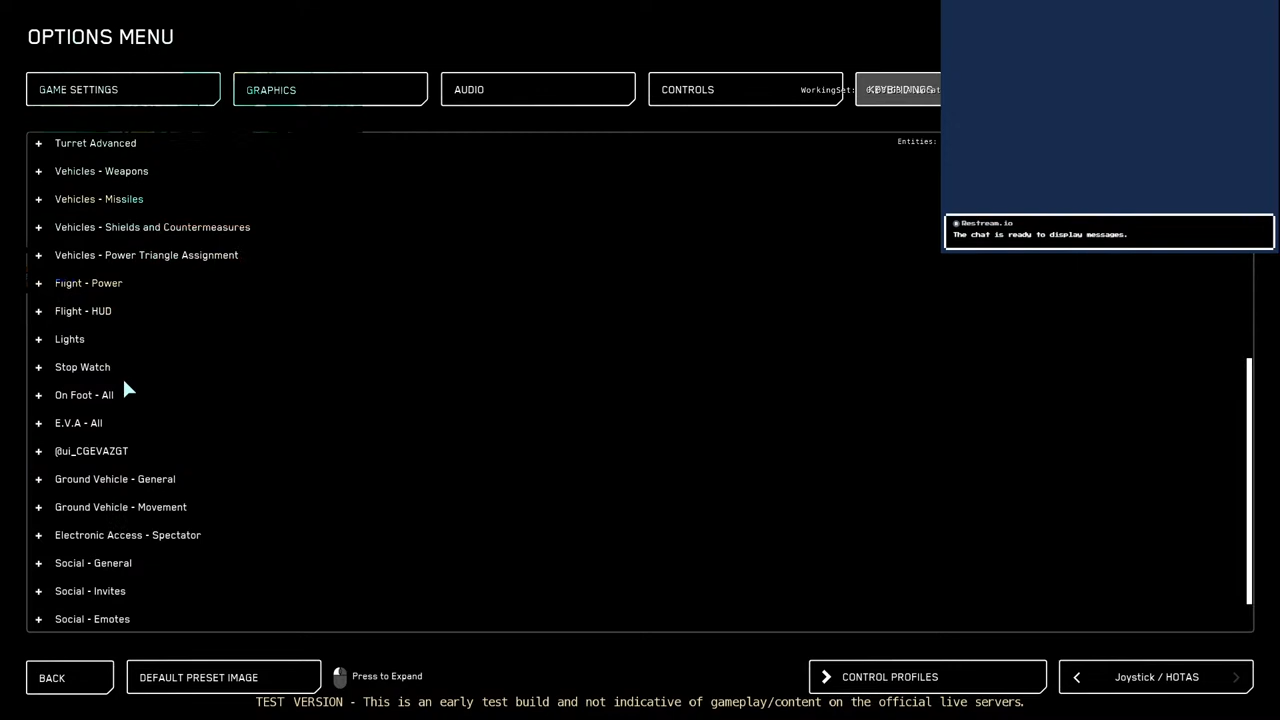 OPTIONS MENU
GAME SETTINGS
GRAPHICS
AUDIO
CONTROLS
WorkingSet:
KEYBINDINGS
Entities:
Restream.io
The chat is ready to display messages.
+ Turret Advanced
+ Vehicles - Weapons
+ Vehicles - Missiles
+ Vehicles - Shields and Countermeasures
+ Vehicles - Power Triangle Assignment
+ Flight - Power
+ Flight - HUD
+ Lights
+ Stop Watch
+ On Foot - All
+ E.V.A - All
+ @ui_CGEVAZGT
+ Ground Vehicle - General
+ Ground Vehicle - Movement
+ Electronic Access - Spectator
+ Social - General
+ Social - Invites
+ Social - Emotes
BACK
DEFAULT PRESET IMAGE
Press to Expand
CONTROL PROFILES
Joystick / HOTAS
TEST VERSION - This is an early test build and not indicative of gameplay/content on the official live servers.